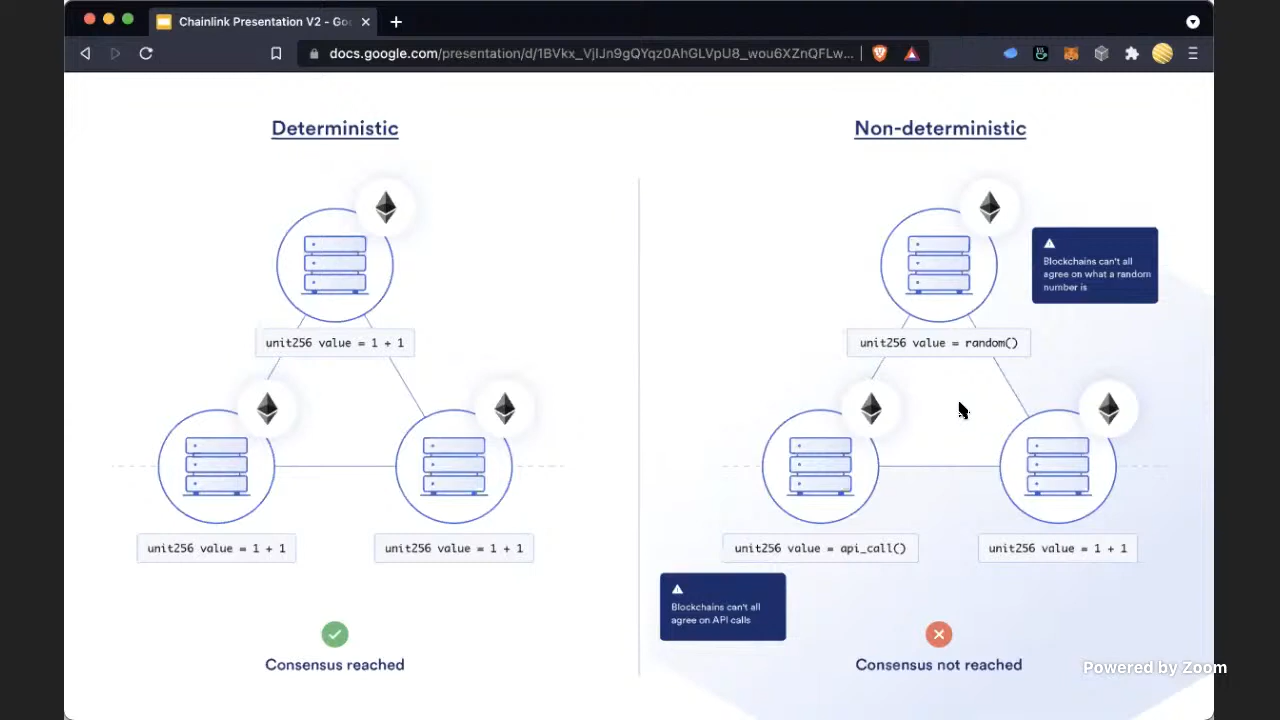 Chainlink Presentation V2 - Goo
docs.google.com/presentation/d/1BVkx_VjIJn9gQYqz0AhGLVpU8_wou6XZnQFLw...
Deterministic
unit256 value = 1 + 1
unit256 value = 1 + 1
unit256 value = 1 + 1
Consensus reached
Non-deterministic
Blockchains can't all
agree on what a random
number is
unit256 value = random()
unit256 value = api_call()
unit256 value = 1 + 1
Blockchains can't all
agree on API calls
Consensus not reached
Powered by Zoom